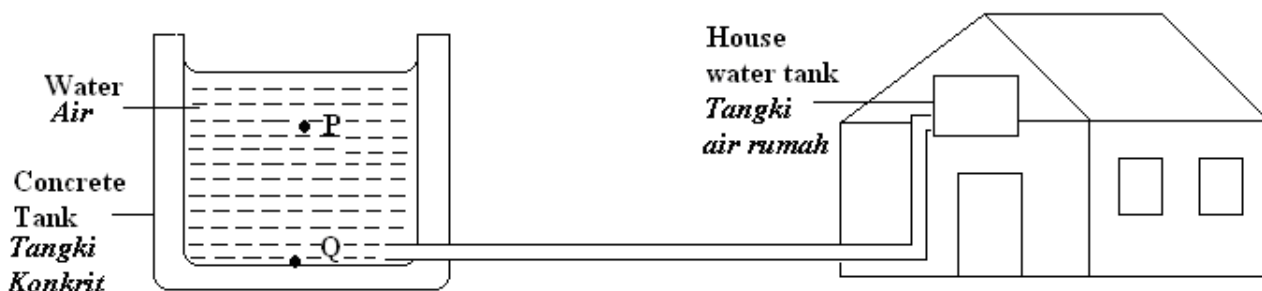 Water
Air
P
Concrete
Tank
Tangki
Konkrit
Q
House
water tank
Tangki
air rumah